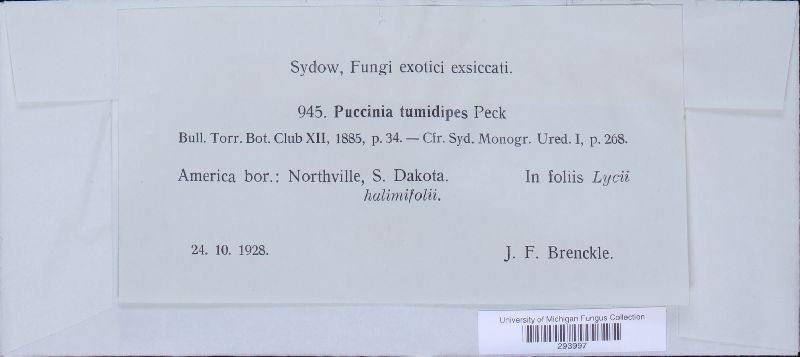 Sydow, Fungi exotici exsiccati.
945. Puccinia tumidipes Peck
Bull. Torr. Bot. Club XII, 1885, p. 34. — Cfr. Syd. Monogr. Ured. I, p. 268.
America bor.: Northville, S. Dakota. In foliis Lycii
halimifolii.
24. 10. 1928. J. F. Brenckle.
University of Michigan Fungus Collection
293997